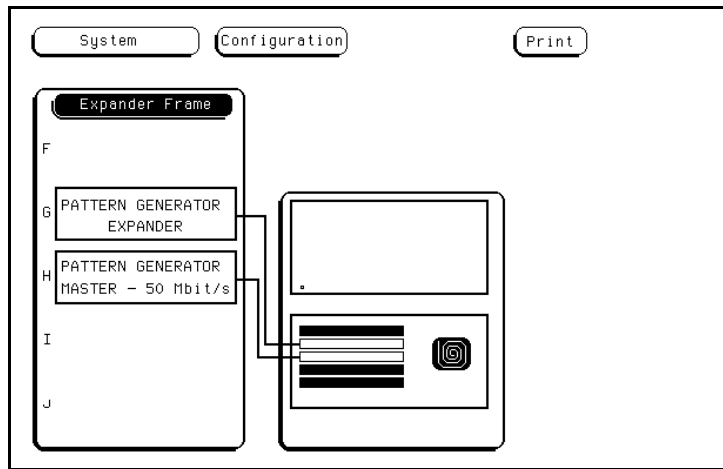 System
Configuration
Print
Expander Frame
F
G
PATTERN GENERATOR
EXPANDER
H
PATTERN GENERATOR
MASTER - 50 Mbit/s
I
J